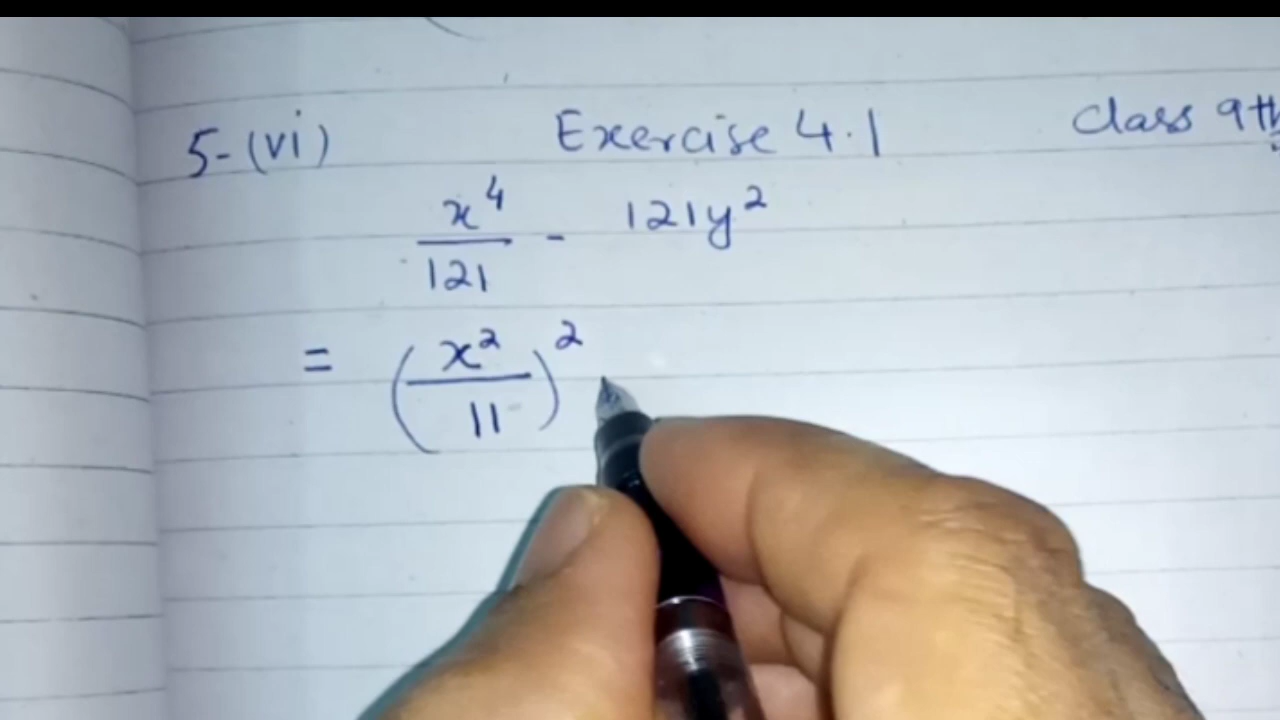 5-(vi) Exercise 4.1 Class 9th
x⁴/121 - 121y²
= (x²/11)²